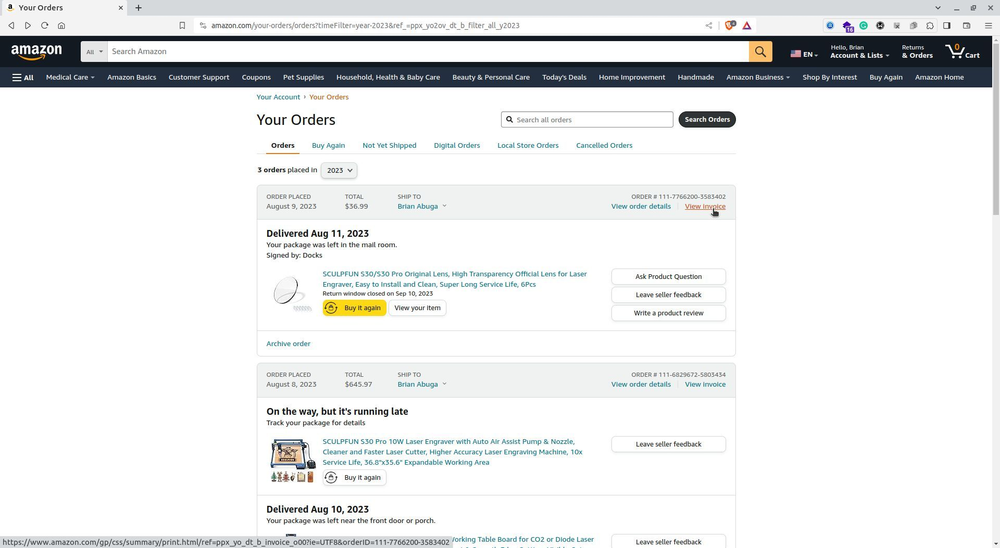 Your Orders
amazon.com/your-orders/orders?timeFilter=year-2023&ref_=ppx_yo2ov_dt_b_filter_all_y2023
4
16
amazon
All
Search Amazon
EN
Hello, Brian
Account & Lists
Returns
& Orders
0
Cart
All
Medical Care
Amazon Basics
Customer Support
Coupons
Pet Supplies
Household, Health & Baby Care
Beauty & Personal Care
Today's Deals
Home Improvement
Handmade
Amazon Business
Shop By Interest
Buy Again
Amazon Home
Your Account › Your Orders
Your Orders
Search all orders
Search Orders
Orders
Buy Again
Not Yet Shipped
Digital Orders
Local Store Orders
Cancelled Orders
3 orders placed in 2023
ORDER PLACED
August 9, 2023
TOTAL
$36.99
SHIP TO
Brian Abuga
ORDER # 111-7766200-3583402
View order details
View invoice
Delivered Aug 11, 2023
Your package was left in the mail room.
Signed by: Docks
SCULPFUN S30/S30 Pro Original Lens, High Transparency Official Lens for Laser
Engraver, Easy to Install and Clean, Super Long Service Life, 6Pcs
Return window closed on Sep 10, 2023
Buy it again
View your item
Ask Product Question
Leave seller feedback
Write a product review
Archive order
ORDER PLACED
August 8, 2023
TOTAL
$645.97
SHIP TO
Brian Abuga
ORDER # 111-6829672-5803434
View order details
View invoice
On the way, but it's running late
Track your package for details
SCULPFUN S30 Pro 10W Laser Engraver with Auto Air Assist Pump & Nozzle,
Cleaner and Faster Laser Cutter, Higher Accuracy Laser Engraving Machine, 10x
Service Life, 36.8"x35.6" Expandable Working Area
Buy it again
Leave seller feedback
SCULPFUN
Delivered Aug 10, 2023
Your package was left near the front door or porch.
Working Table Board for CO2 or Diode Laser
Leave seller feedback
https://www.amazon.com/gp/css/summary/print.html/ref=ppx_yo_dt_b_invoice_o00?ie=UTF8&orderID=111-7766200-3583402